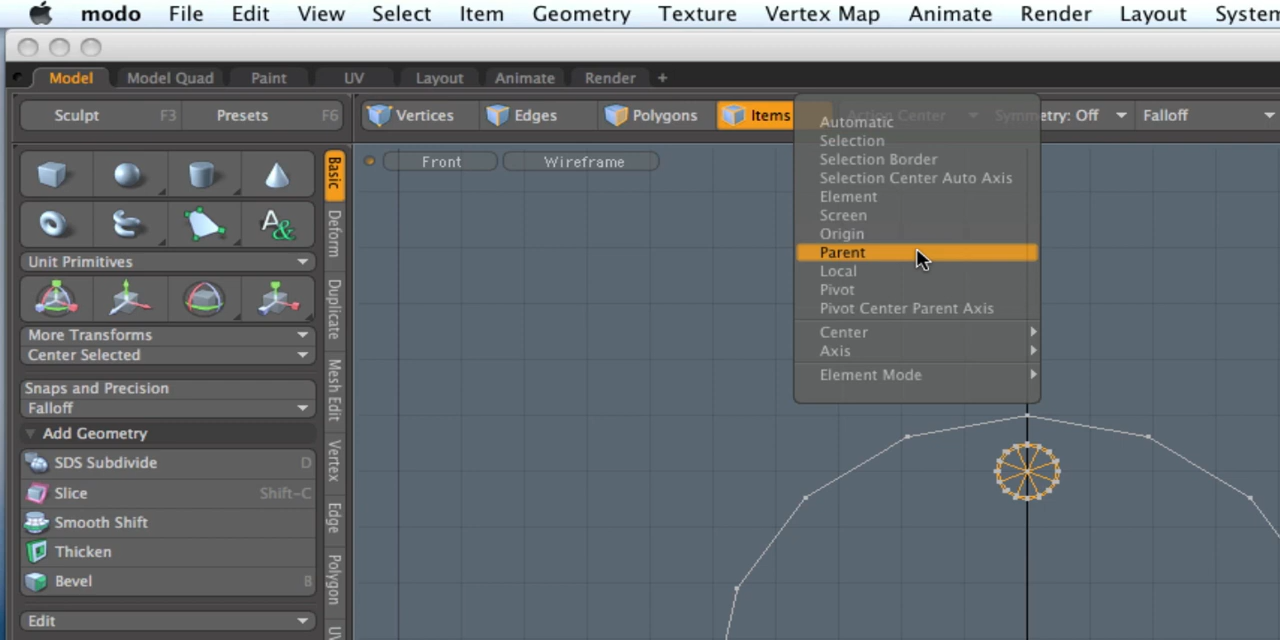 modo File Edit View Select Item Geometry Texture Vertex Map Animate Render Layout System
Model Model Quad Paint UV Layout Animate Render +
Sculpt F3 Presets F6 Vertices Edges Polygons Items Action Center Symmetry: Off Falloff
Front Wireframe
Automatic
Selection
Selection Border
Selection Center Auto Axis
Element
Screen
Origin
Parent
Local
Pivot
Pivot Center Parent Axis
Center
Axis
Element Mode
A&
Unit Primitives
More Transforms
Center Selected
Snaps and Precision
Falloff
Add Geometry
SDS Subdivide D
Slice Shift-C
Smooth Shift
Thicken
Bevel B
Edit
Basic
Deform
Duplicate
Mesh Edit
Vertex
Edge
Polygon
UV